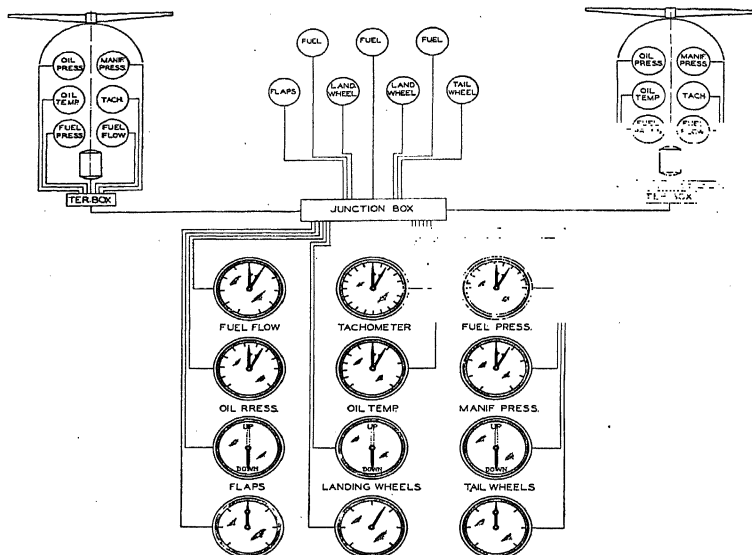 FUEL
FUEL
FUEL
OIL
PRESS.
MANIF
PRESS.
OIL
TEMP.
TACH.
FUEL
PRESS.
FUEL
FLOW
TER. BOX
FLAPS
LAND.
WHEEL
LAND
WHEEL
TAIL
WHEEL
OIL
PRESS.
MANIF.
PRESS.
OIL
TEMP.
TACH.
FUEL
FLOW
JUNCTION BOX
FUEL FLOW
TACHOMETER
FUEL PRESS.
OIL RRESS.
OIL TEMP.
MANIF PRESS.
UP
DOWN
UP
DOWN
UP
DOWN
FLAPS
LANDING WHEELS
TAIL WHEELS